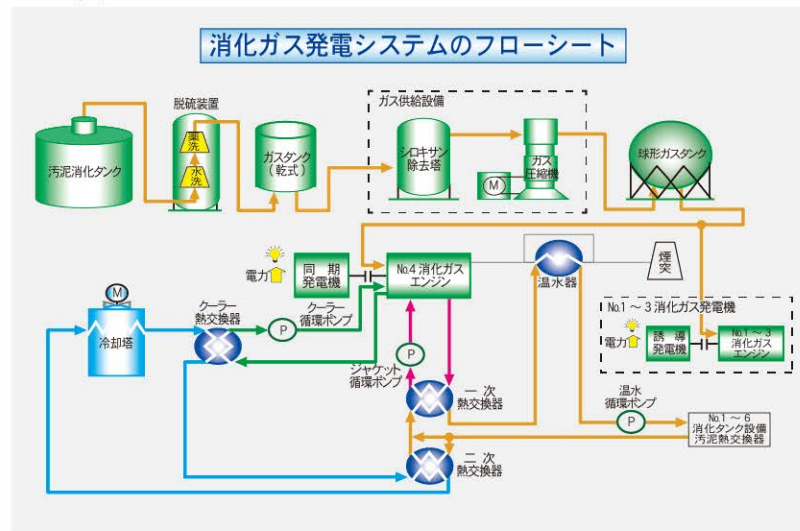 消化ガス発電システムのフローシート
脱硫装置
薬洗
水洗
汚泥消化タンク
ガスタンク
(乾式)
ガス供給設備
シロキサン
除去塔
ガス
圧縮機
M
球形ガスタンク
電力
同 期
発電機
No.4 消化ガス
エンジン
温水器
煙突
M
冷却塔
クーラー
熱交換器
P
クーラー
循環ポンプ
P
ジャケット
循環ポンプ
一 次
熱交換器
二 次
熱交換器
No.1～3 消化ガス発電機
電力
誘 導
発電機
No.1～3
消化ガス
エンジン
温水
循環ポンプ
P
No.1～6
消化タンク設備
汚泥熱交換器